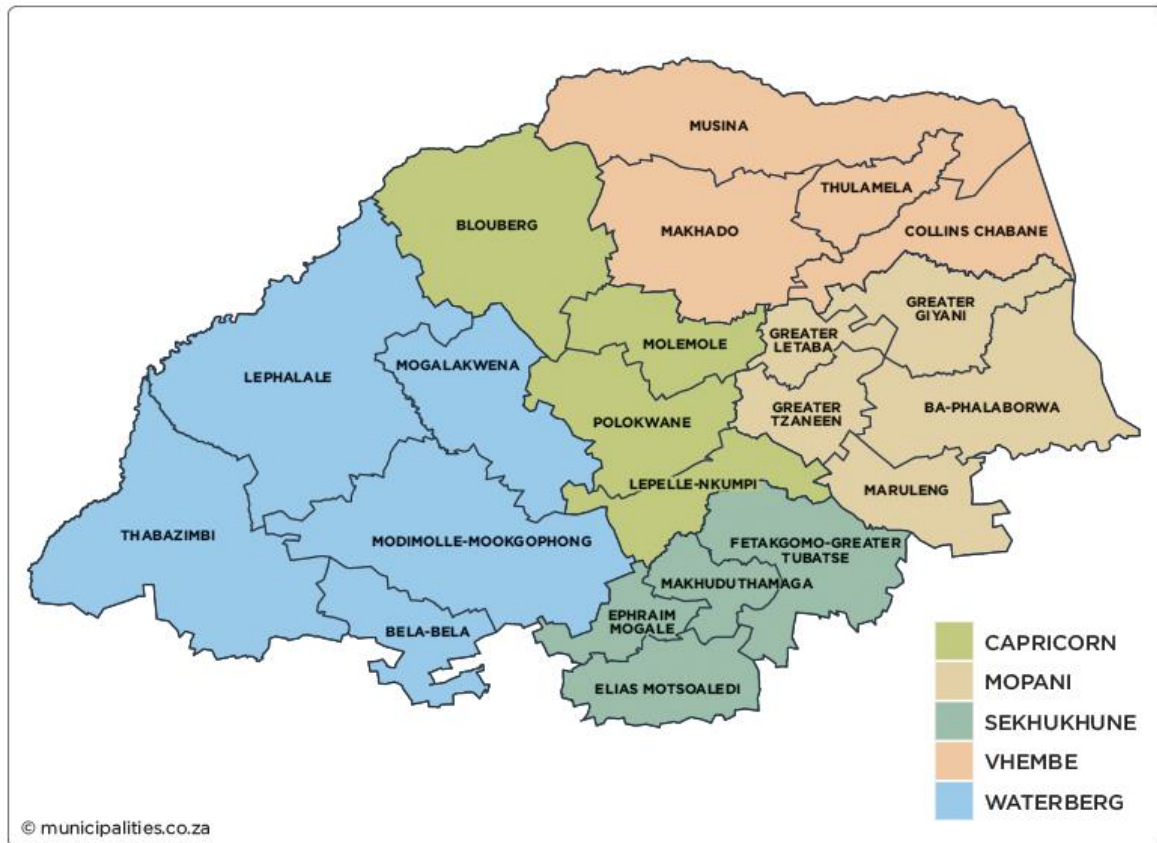 MUSINA
THULAMELA
BLOUBERG
MAKHADO
COLLINS CHABANE
GREATER
GIYANI
MOLEMOLE
GREATER
LETABA
LEPHALALE
MOGALAKWENA
POLOKWANE
GREATER
TZANEEN
BA-PHALABORWA
LEPELLE-NKUMPI
MARULENG
THABAZIMBI
MODIMOLLE-MOOKGOPHONG
FETAKGOMO-GREATER
TUBATSE
MAKHUDUTHAMAGA
EPHRAIM
MOGALE
BELA-BELA
ELIAS MOTSOALEDI
CAPRICORN
MOPANI
SEKHUKHUNE
VHEMBE
WATERBERG
© municipalities.co.za